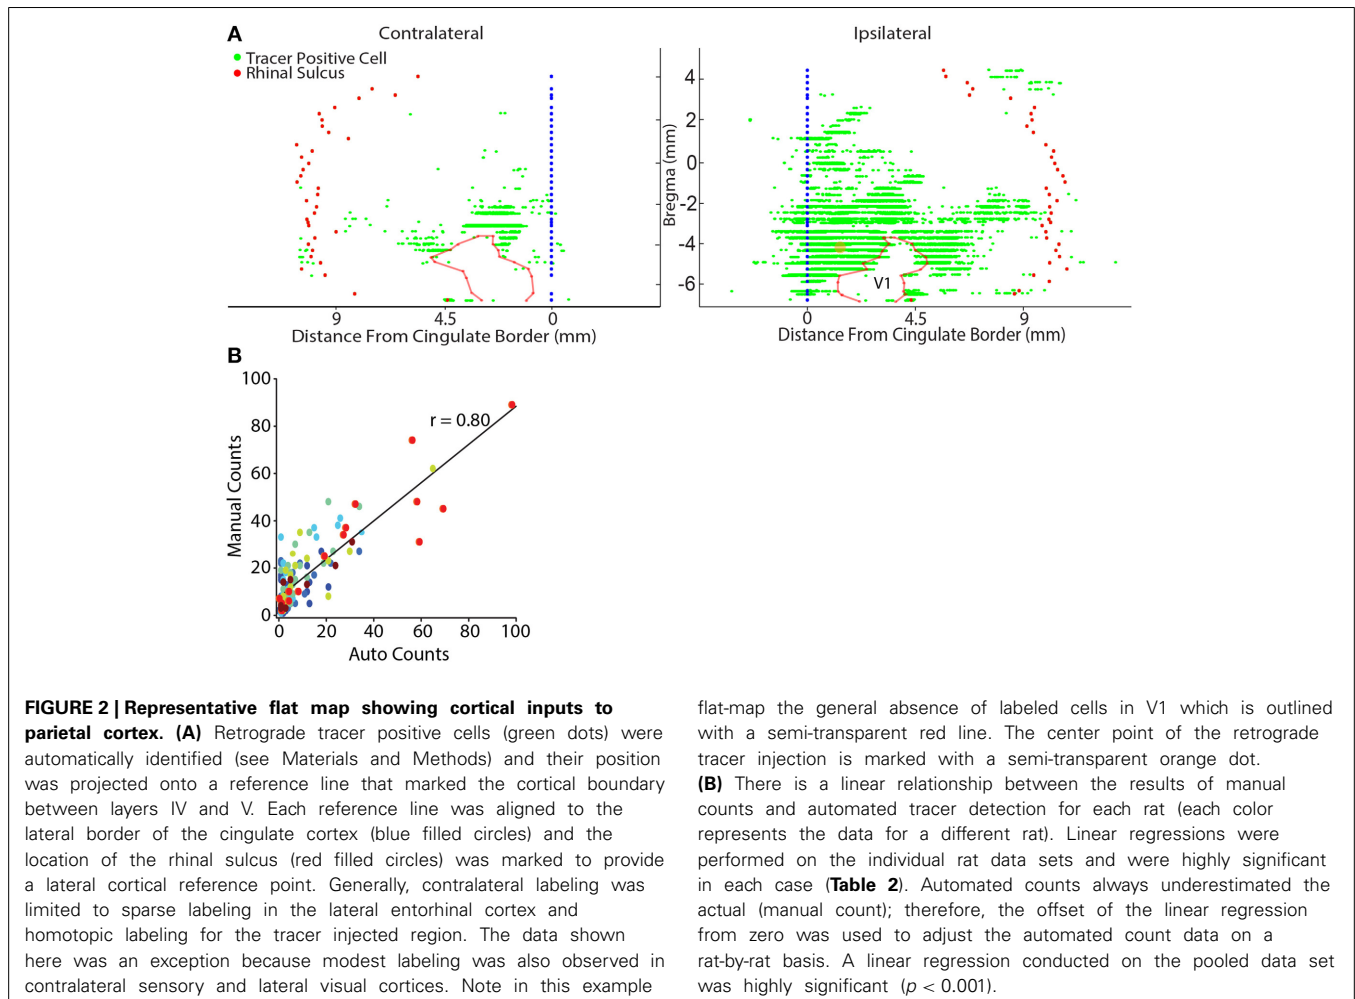 A
Contralateral
Ipsilateral
Tracer Positive Cell
Rhinal Sulcus
4
2
0
-2
-4
-6
Bregma (mm)
V1
9
4.5
0
Distance From Cingulate Border (mm)
0
4.5
9
Distance From Cingulate Border (mm)
B
100
80
60
40
20
0
Manual Counts
r = 0.80
0
20
40
60
80
100
Auto Counts
FIGURE 2 | Representative flat map showing cortical inputs to
parietal cortex. (A) Retrograde tracer positive cells (green dots) were
automatically identified (see Materials and Methods) and their position
was projected onto a reference line that marked the cortical boundary
between layers IV and V. Each reference line was aligned to the
lateral border of the cingulate cortex (blue filled circles) and the
location of the rhinal sulcus (red filled circles) was marked to provide
a lateral cortical reference point. Generally, contralateral labeling was
limited to sparse labeling in the lateral entorhinal cortex and
homotopic labeling for the tracer injected region. The data shown
here was an exception because modest labeling was also observed in
contralateral sensory and lateral visual cortices. Note in this example
flat-map the general absence of labeled cells in V1 which is outlined
with a semi-transparent red line. The center point of the retrograde
tracer injection is marked with a semi-transparent orange dot.
(B) There is a linear relationship between the results of manual
counts and automated tracer detection for each rat (each color
represents the data for a different rat). Linear regressions were
performed on the individual rat data sets and were highly significant
in each case (Table 2). Automated counts always underestimated the
actual (manual count); therefore, the offset of the linear regression
from zero was used to adjust the automated count data on a
rat-by-rat basis. A linear regression conducted on the pooled data set
was highly significant (p < 0.001).